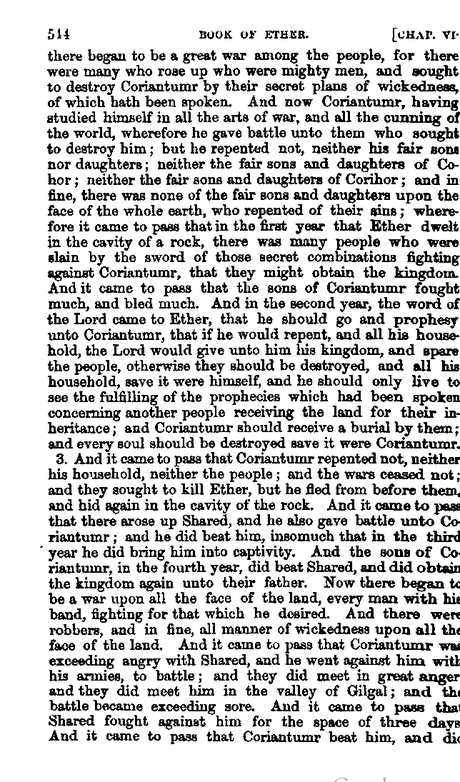 514 BOOK OF ETHER. [CHAP. VI·
there began to be a great war among the people, for there
were many who rose up who were mighty men, and sought
to destroy Coriantumr by their secret plans of wickedness,
of which hath been spoken. And now Coriantumr, having
studied himself in all the arts of war, and all the cunning of
the world, wherefore he gave battle unto them who sought
to destroy him; but he repented not, neither his fair sons
nor daughters; neither the fair sons and daughters of Co-
hor; neither the fair sons and daughters of Corihor; and in
fine, there was none of the fair sons and daughters upon the
face of the whole earth, who repented of their sins; where-
fore it came to pass that in the first year that Ether dwelt
in the cavity of a rock, there was many people who were
slain by the sword of those secret combinations fighting
against Coriantumr, that they might obtain the kingdom.
And it came to pass that the sons of Coriantumr fought
much, and bled much. And in the second year, the word of
the Lord came to Ether, that he should go and prophesy
unto Coriantumr, that if he would repent, and all his house-
hold, the Lord would give unto him his kingdom, and spare
the people, otherwise they should be destroyed, and all his
household, save it were himself, and he should only live to
see the fulfilling of the prophecies which had been spoken
concerning another people receiving the land for their in-
heritance; and Coriantumr should receive a burial by them;
and every soul should be destroyed save it were Coriantumr.
3. And it came to pass that Coriantumr repented not, neither
his household, neither the people; and the wars ceased not;
and they sought to kill Ether, but he fled from before them,
and hid again in the cavity of the rock. And it came to pass
that there arose up Shared, and he also gave battle unto Co-
riantumr; and he did beat him, insomuch that in the third
year he did bring him into captivity. And the sons of Co-
riantumr, in the fourth year, did beat Shared, and did obtain
the kingdom again unto their father. Now there began to
be a war upon all the face of the land, every man with his
band, fighting for that which he desired. And there were
robbers, and in fine, all manner of wickedness upon all the
face of the land. And it came to pass that Coriantumr was
exceeding angry with Shared, and he went against him with
his armies, to battle; and they did meet in great anger
and they did meet him in the valley of Gilgal; and the
battle became exceeding sore. And it came to pass that
Shared fought against him for the space of three days
And it came to pass that Coriantumr beat him, and did